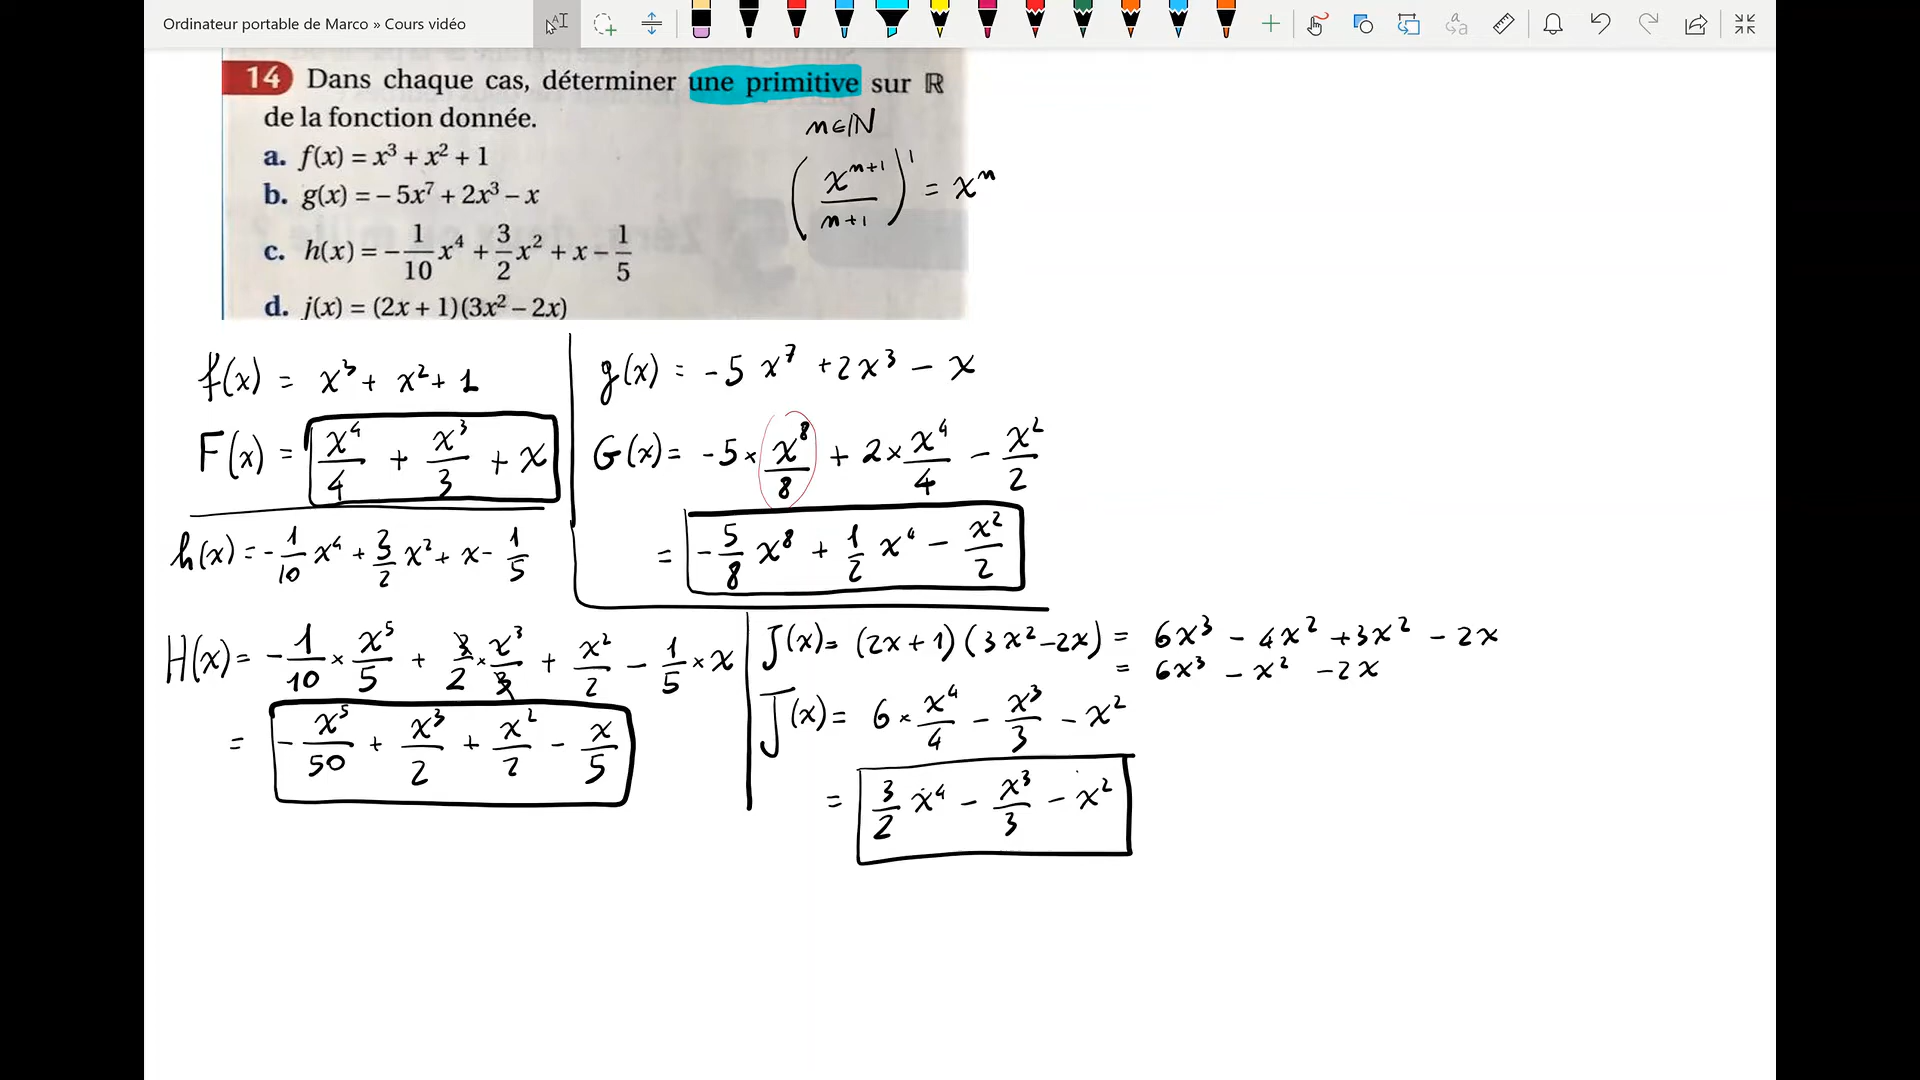 Ordinateur portable de Marco » Cours vidéo
14 Dans chaque cas, déterminer une primitive sur ℝ
de la fonction donnée.
a. f(x) = x³ + x² + 1
b. g(x) = – 5x⁷ + 2x³ – x
c. h(x) = –1/10 x⁴ + 3/2 x² + x – 1/5
d. j(x) = (2x + 1)(3x² – 2x)
n∈ℕ
(x^(n+1)/(n+1))' = xⁿ
f(x) = x³ + x² + 1
F(x) = x⁴/4 + x³/3 + x
g(x) = -5 x⁷ + 2x³ - x
G(x) = -5 × x⁸/8 + 2 × x⁴/4 - x²/2
= -5/8 x⁸ + 1/2 x⁴ - x²/2
h(x) = -1/10 x⁴ + 3/2 x² + x - 1/5
H(x) = -1/10 × x⁵/5 + 3/2 × x³/3 + x²/2 - 1/5 × x
= -x⁵/50 + x³/2 + x²/2 - x/5
J(x) = (2x+1)(3x²-2x) = 6x³ - 4x² + 3x² - 2x
= 6x³ - x² - 2x
J(x) = 6 × x⁴/4 - x³/3 - x²
= 3/2 x⁴ - x³/3 - x²